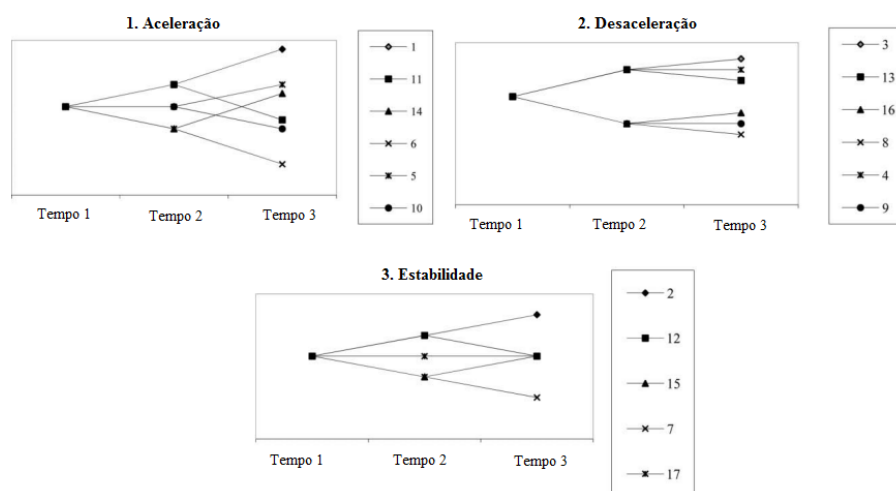 1. Aceleração
1
11
14
6
5
10
Tempo 1 Tempo 2 Tempo 3
2. Desaceleração
3
13
16
8
4
9
Tempo 1 Tempo 2 Tempo 3
3. Estabilidade
2
12
15
7
17
Tempo 1 Tempo 2 Tempo 3